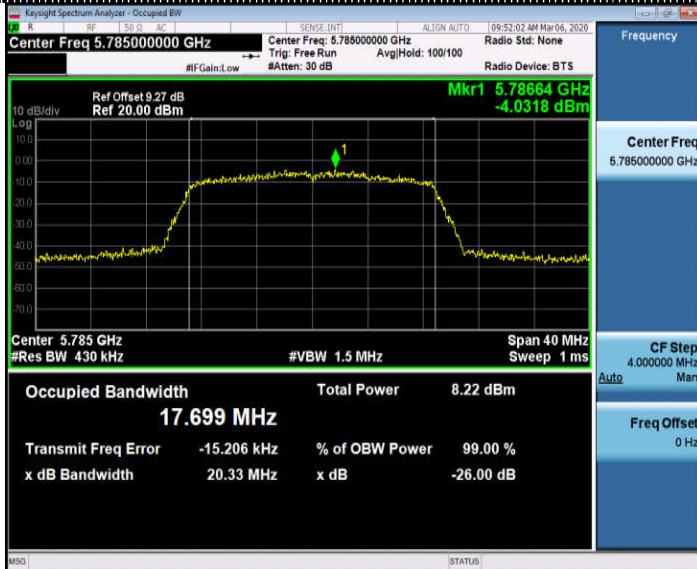 Keysight Spectrum Analyzer - Occupied BW
R RF 50 Ω AC SENSE:INT ALIGN AUTO 09:52:02 AM Mar 06, 2020
Center Freq 5.785000000 GHz
Center Freq: 5.785000000 GHz Radio Std: None
Trig: Free Run Avg|Hold: 100/100
#IFGain:Low #Atten: 30 dB Radio Device: BTS
Frequency
Mkr1 5.78664 GHz
-4.0318 dBm
Ref Offset 9.27 dB
10 dB/div Ref 20.00 dBm
Log
10.0
0.00
-10.0
-20.0
-30.0
-40.0
-50.0
-60.0
-70.0
1
Center 5.785 GHz Span 40 MHz
#Res BW 430 kHz #VBW 1.5 MHz Sweep 1 ms
Occupied Bandwidth Total Power 8.22 dBm
17.699 MHz
Transmit Freq Error -15.206 kHz % of OBW Power 99.00 %
x dB Bandwidth 20.33 MHz x dB -26.00 dB
Center Freq
5.785000000 GHz
CF Step
4.000000 MHz
Auto Man
Freq Offset
0 Hz
MSG STATUS